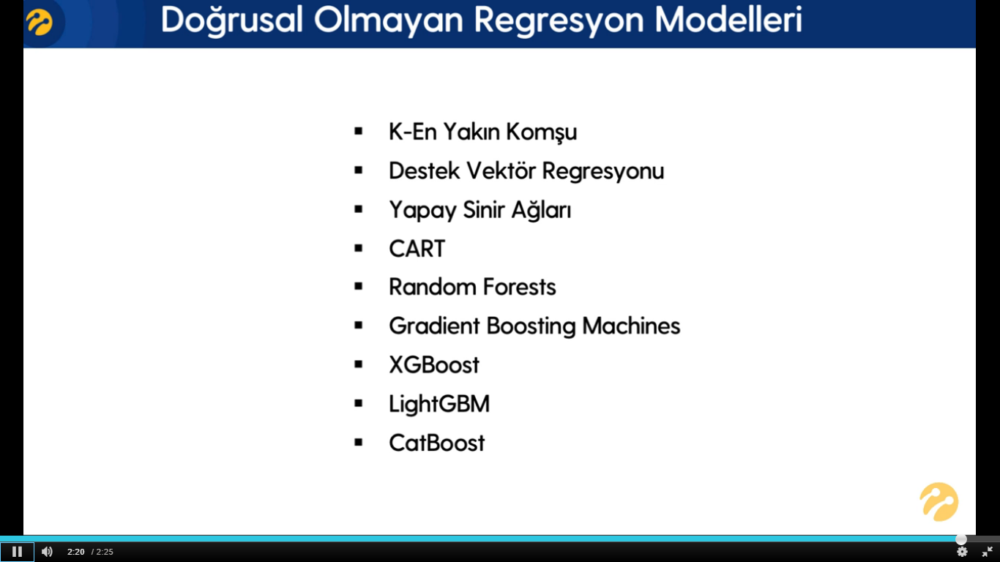 Doğrusal Olmayan Regresyon Modelleri
▪ K-En Yakın Komşu
▪ Destek Vektör Regresyonu
▪ Yapay Sinir Ağları
▪ CART
▪ Random Forests
▪ Gradient Boosting Machines
▪ XGBoost
▪ LightGBM
▪ CatBoost
2:20 / 2:25